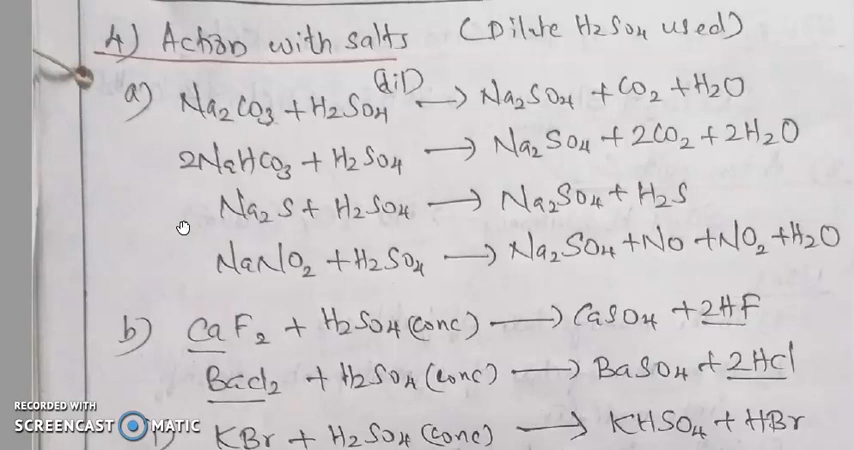 A) Action with salts (Dilute H₂SO₄ used)
a) Na₂CO₃ + H₂SO₄ (dil) → Na₂SO₄ + CO₂ + H₂O
2NaHCO₃ + H₂SO₄ → Na₂SO₄ + 2CO₂ + 2H₂O
Na₂S + H₂SO₄ → Na₂SO₄ + H₂S
NaNO₂ + H₂SO₄ → Na₂SO₄ + NO + NO₂ + H₂O
b) CaF₂ + H₂SO₄ (conc) → CaSO₄ + 2HF
BaCl₂ + H₂SO₄ (conc) → BaSO₄ + 2HCl
KBr + H₂SO₄ (conc) → KHSO₄ + HBr
RECORDED WITH
SCREENCAST MATIC